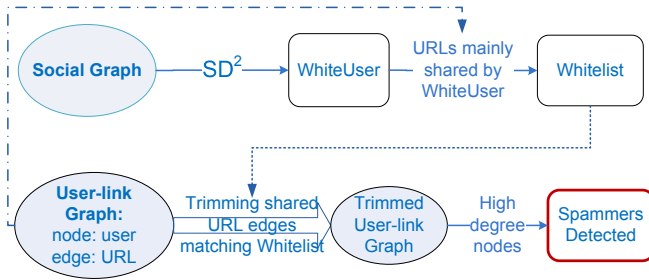 Social Graph
SD²
WhiteUser
URLs mainly
shared by
WhiteUser
Whitelist
User-link
Graph:
node: user
edge: URL
Trimming shared
URL edges
matching Whitelist
Trimmed
User-link
Graph
High
degree
nodes
Spammers
Detected